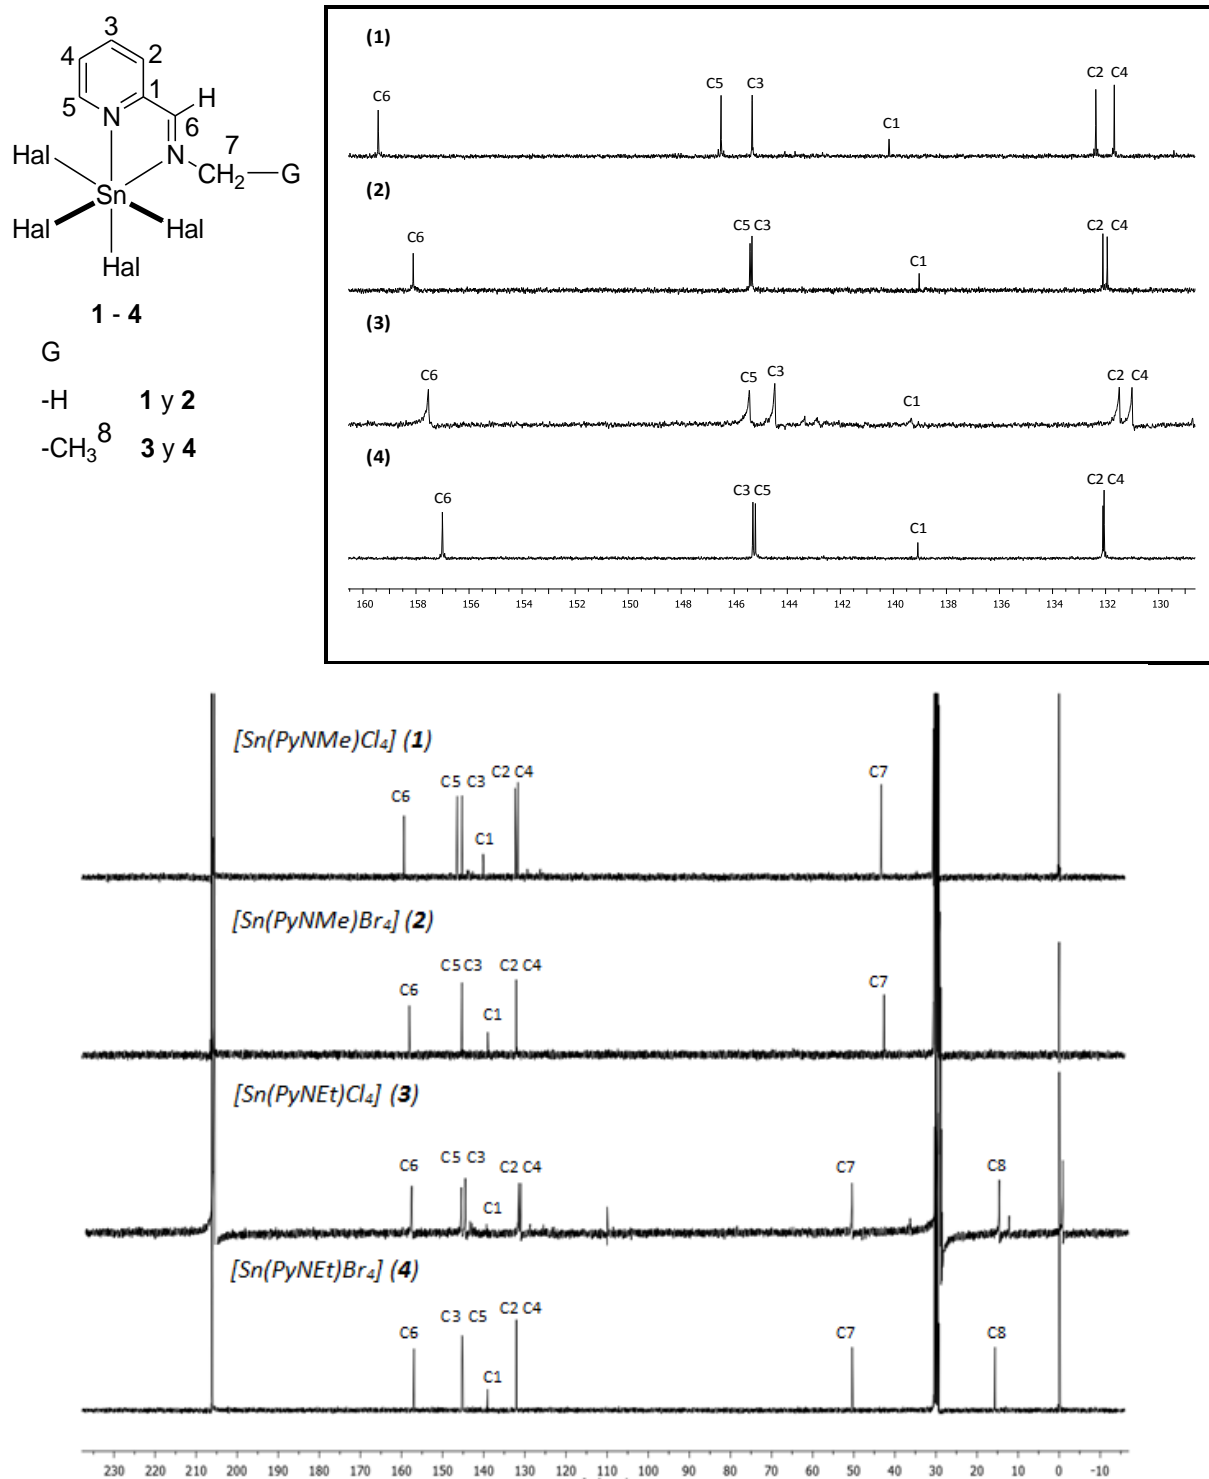 3
4
2
1
5
H
N
6
7
Hal
N
CH2—G
Sn
Hal
Hal
Hal
1 - 4
G
-H 1 y 2
-CH3 8 3 y 4
(1)
C6
C5
C3
C1
C2
C4
(2)
C6
C5
C3
C1
C2
C4
(3)
C6
C5
C3
C1
C2
C4
(4)
C6
C3
C5
C1
C2
C4
160 158 156 154 152 150 148 146 144 142 140 138 136 134 132 130
[Sn(PyNMe)Cl4] (1)
C6
C5 C3
C1
C2 C4
C7
[Sn(PyNMe)Br4] (2)
C6
C5 C3
C1
C2 C4
C7
[Sn(PyNEt)Cl4] (3)
C6
C5 C3
C1
C2 C4
C7
C8
[Sn(PyNEt)Br4] (4)
C6
C3 C5
C1
C2 C4
C7
C8
230 220 210 200 190 180 170 160 150 140 130 120 110 100 90 80 70 60 50 40 30 20 10 0 -10